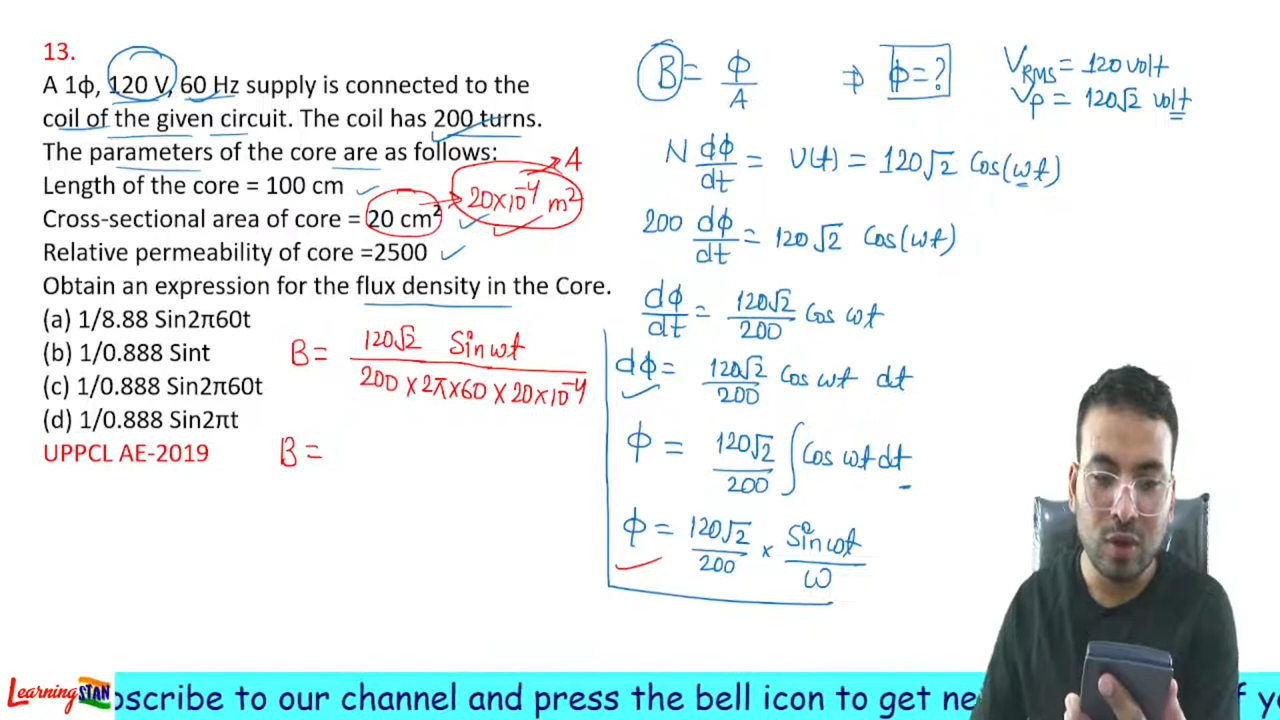 13.
A 1ϕ, 120 V, 60 Hz supply is connected to the
coil of the given circuit. The coil has 200 turns.
The parameters of the core are as follows:
Length of the core = 100 cm
Cross-sectional area of core = 20 cm²
20×10⁻⁴ m²
A
Relative permeability of core =2500
Obtain an expression for the flux density in the Core.
(a) 1/8.88 Sin2π60t
(b) 1/0.888 Sint
(c) 1/0.888 Sin2π60t
(d) 1/0.888 Sin2πt
UPPCL AE-2019
B = 120√2 Sin ωt / 200 × 2π × 60 × 20×10⁻⁴
B =
B = ϕ / A ⇒ ϕ = ?
V_RMS = 120 volt
V_P = 120√2 volt
N dϕ/dt = V(t) = 120√2 Cos(ωt)
200 dϕ/dt = 120√2 Cos(ωt)
dϕ/dt = 120√2/200 Cos ωt
dϕ = 120√2/200 Cos ωt dt
ϕ = 120√2/200 ∫ Cos ωt dt
ϕ = 120√2/200 × Sin ωt/ω
Learning STAN
bscribe to our channel and press the bell icon to get ne